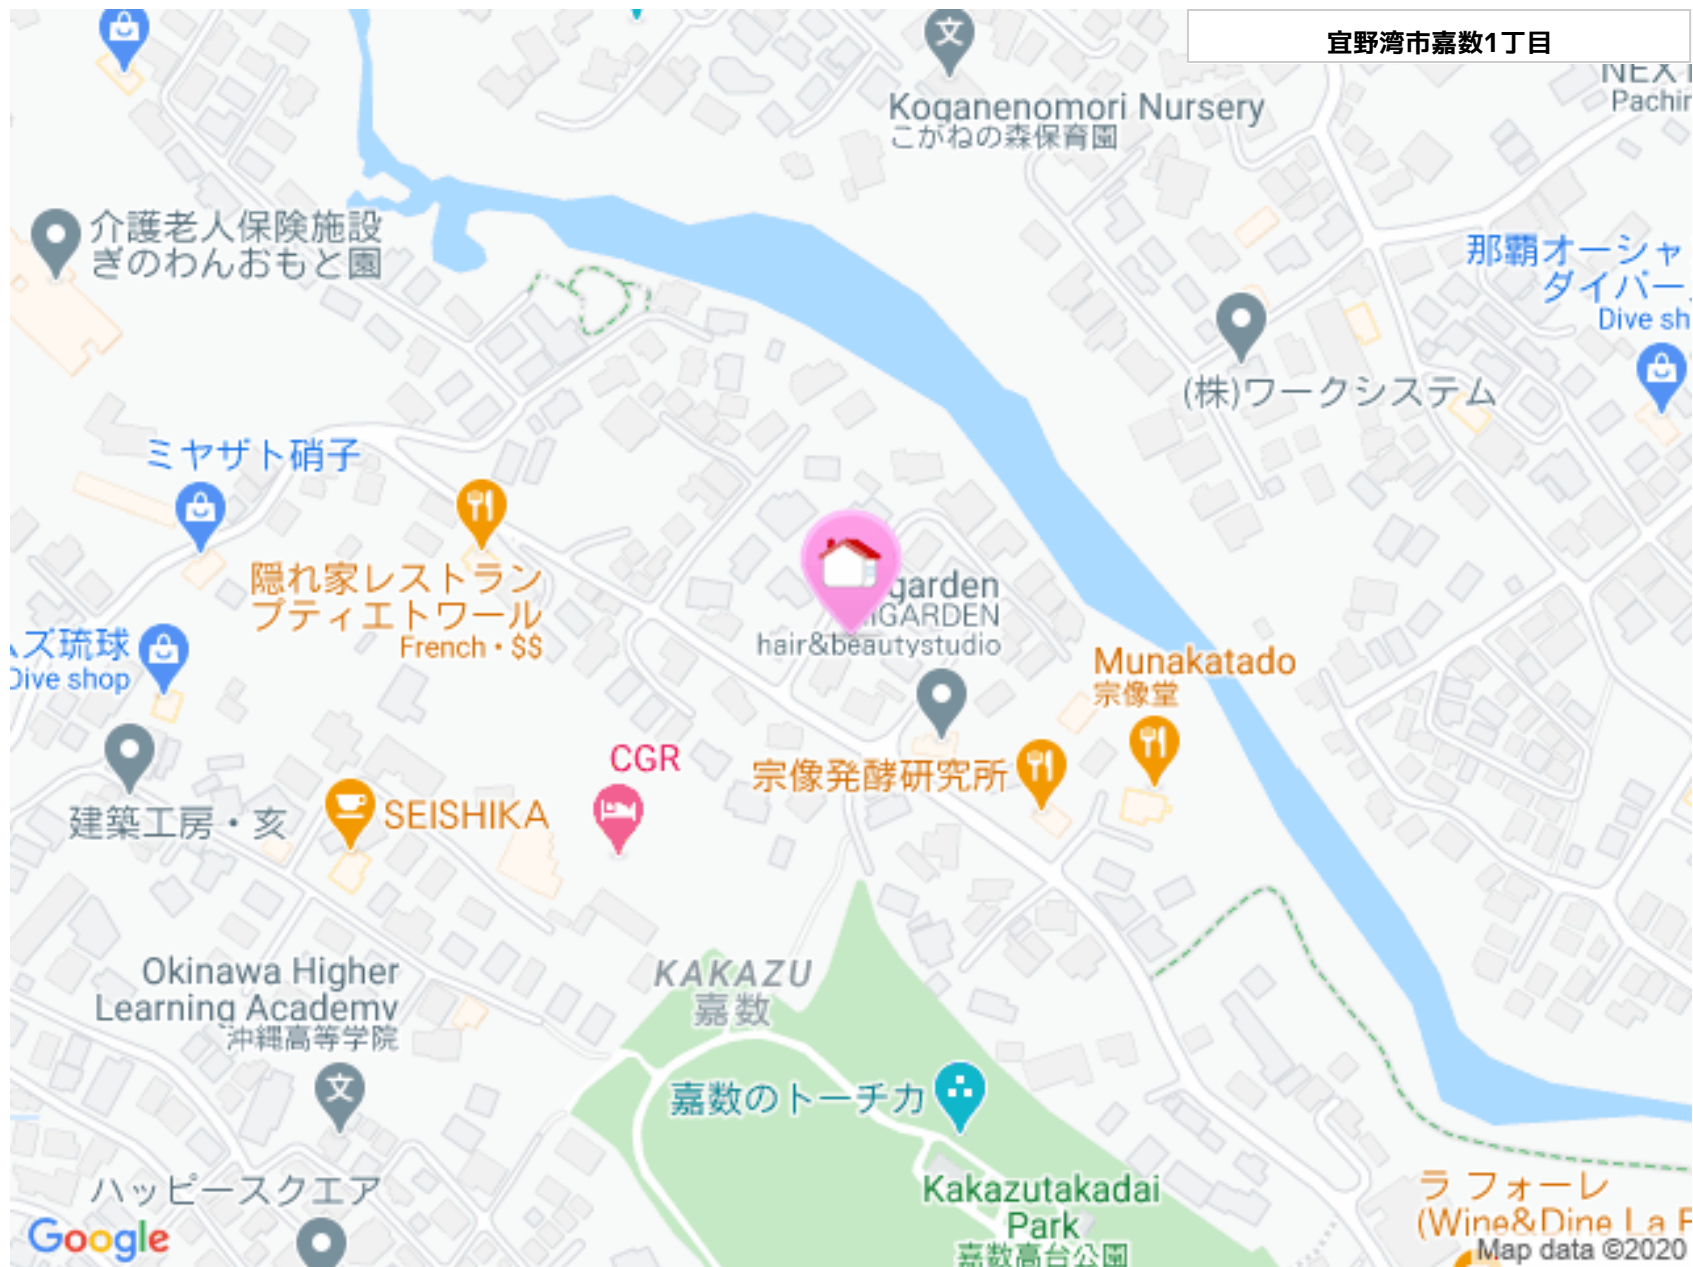 宜野湾市嘉数1丁目
Koganenomori Nursery
こがねの森保育園
Pachin
介護老人保険施設
ぎのわんおもと園
那覇オーシャ
ダイバー
Dive sh
(株)ワークシステム
ミヤザト硝子
隠れ家レストラン
プティエトワール
French・$$
garden
GARDEN
hair&beautystudio
ズ琉球
Dive shop
Munakatado
宗像堂
CGR
宗像発酵研究所
建築工房・亥
SEISHIKA
Okinawa Higher
Learning Academy
沖縄高等学院
KAKAZU
嘉数
嘉数のトーチカ
Kakazutakadai
Park
嘉数高台公園
ハッピースクエア
ラ フォーレ
(Wine&Dine La F
Google
Map data ©2020